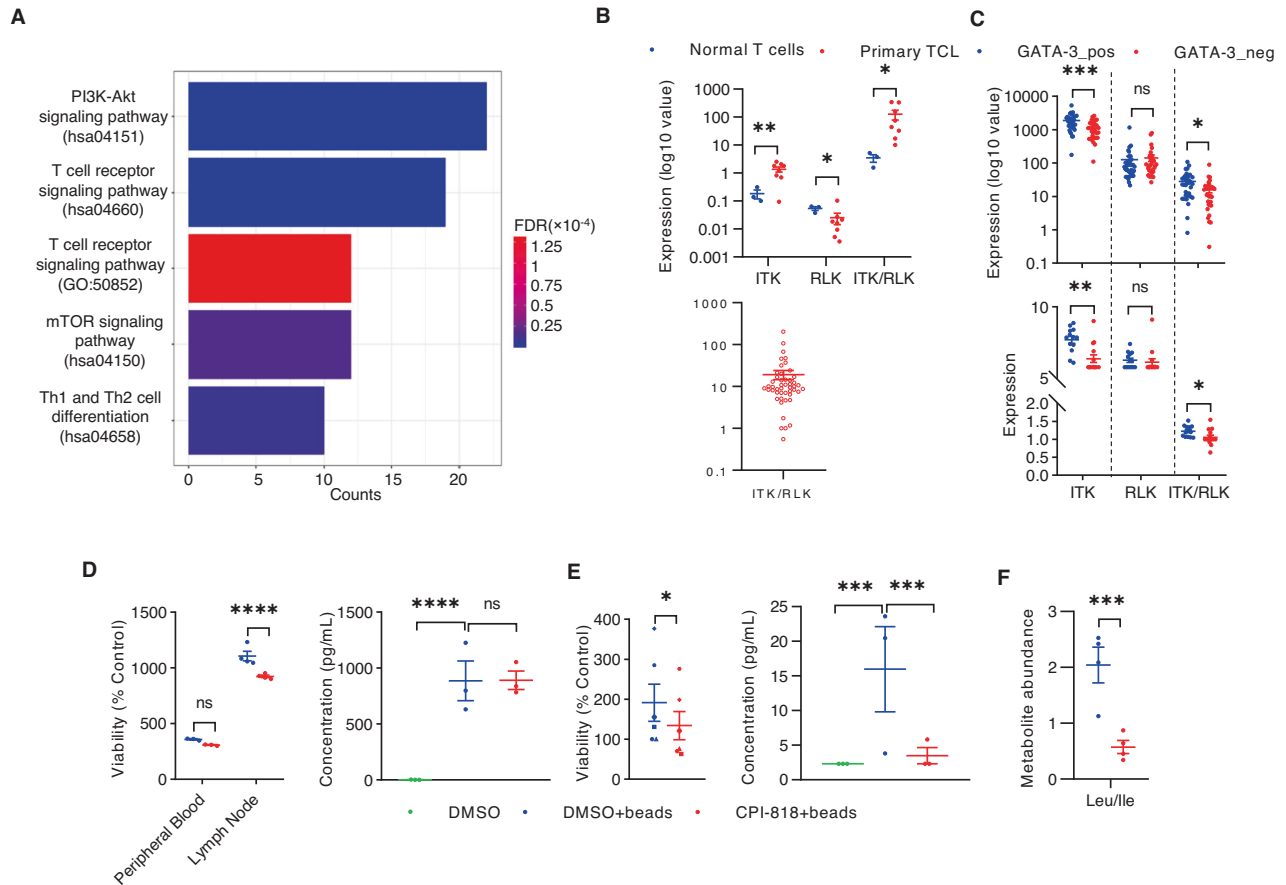 A
PI3K-Akt
signaling pathway
(hsa04151)
T cell receptor
signaling pathway
(hsa04660)
T cell receptor
signaling pathway
(GO:50852)
mTOR signaling
pathway
(hsa04150)
Th1 and Th2 cell
differentiation
(hsa04658)
0 5 10 15 20
Counts
FDR(×10⁻⁴)
1.25
1
0.75
0.5
0.25
B
Normal T cells Primary TCL
Expression (log10 value)
1000
100
10
1
0.1
0.01
0.001
** * *
ITK RLK ITK/RLK
1000
100
10
1
0.1
ITK/RLK
C
GATA-3_pos GATA-3_neg
Expression (log10 value)
10000
1000
100
10
1
0.1
*** ns *
Expression
10
5
2.0
1.5
1.0
0.5
0.0
** ns *
ITK RLK ITK/RLK
D
Viability (% Control)
1500
1000
500
0
ns ****
Peripheral Blood
Lymph Node
Concentration (pg/mL)
1500
1000
500
0
**** ns
E
Viability (% Control)
400
300
200
100
0
*
Concentration (pg/mL)
25
20
15
10
5
0
*** ***
DMSO DMSO+beads CPI-818+beads
F
Metabolite abundance
3
2
1
0
***
Leu/Ile